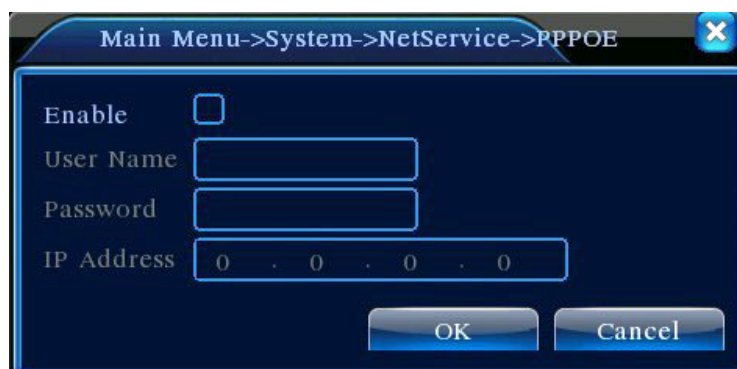 Main Menu->System->NetService->PPPOE
Enable
User Name
Password
IP Address 0 . 0 . 0 . 0
OK Cancel